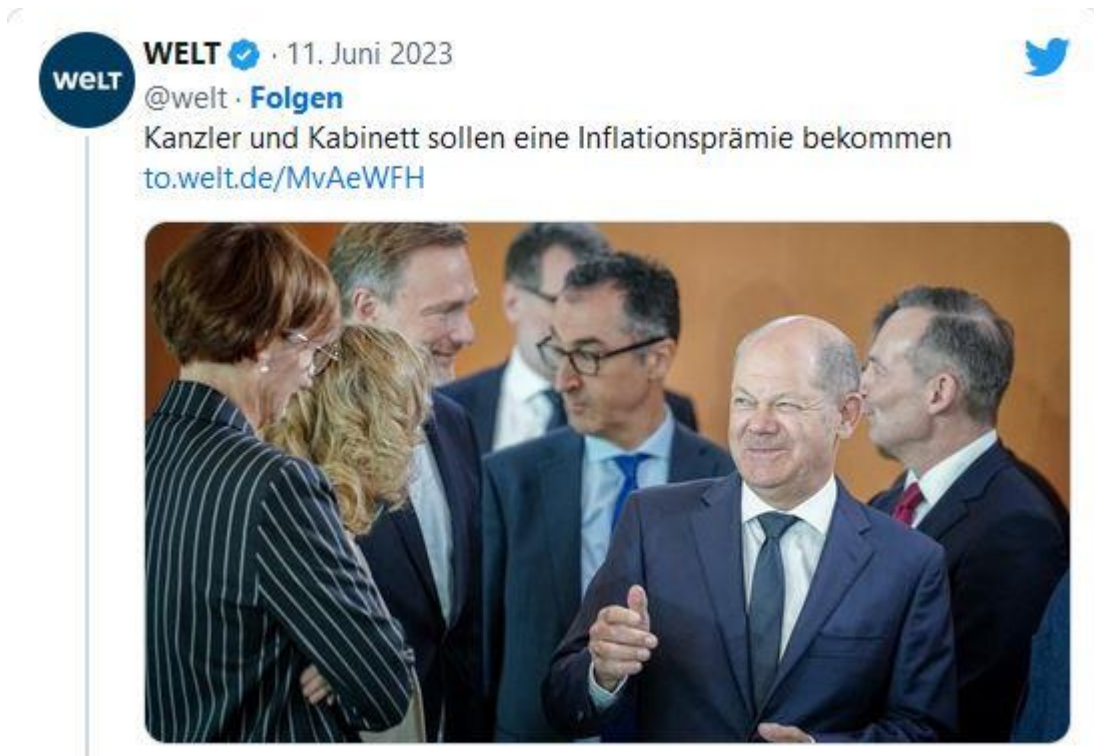 WELT · 11. Juni 2023
WELT
@welt · Folgen
Kanzler und Kabinett sollen eine Inflationsprämie bekommen
to.welt.de/MvAeWFH